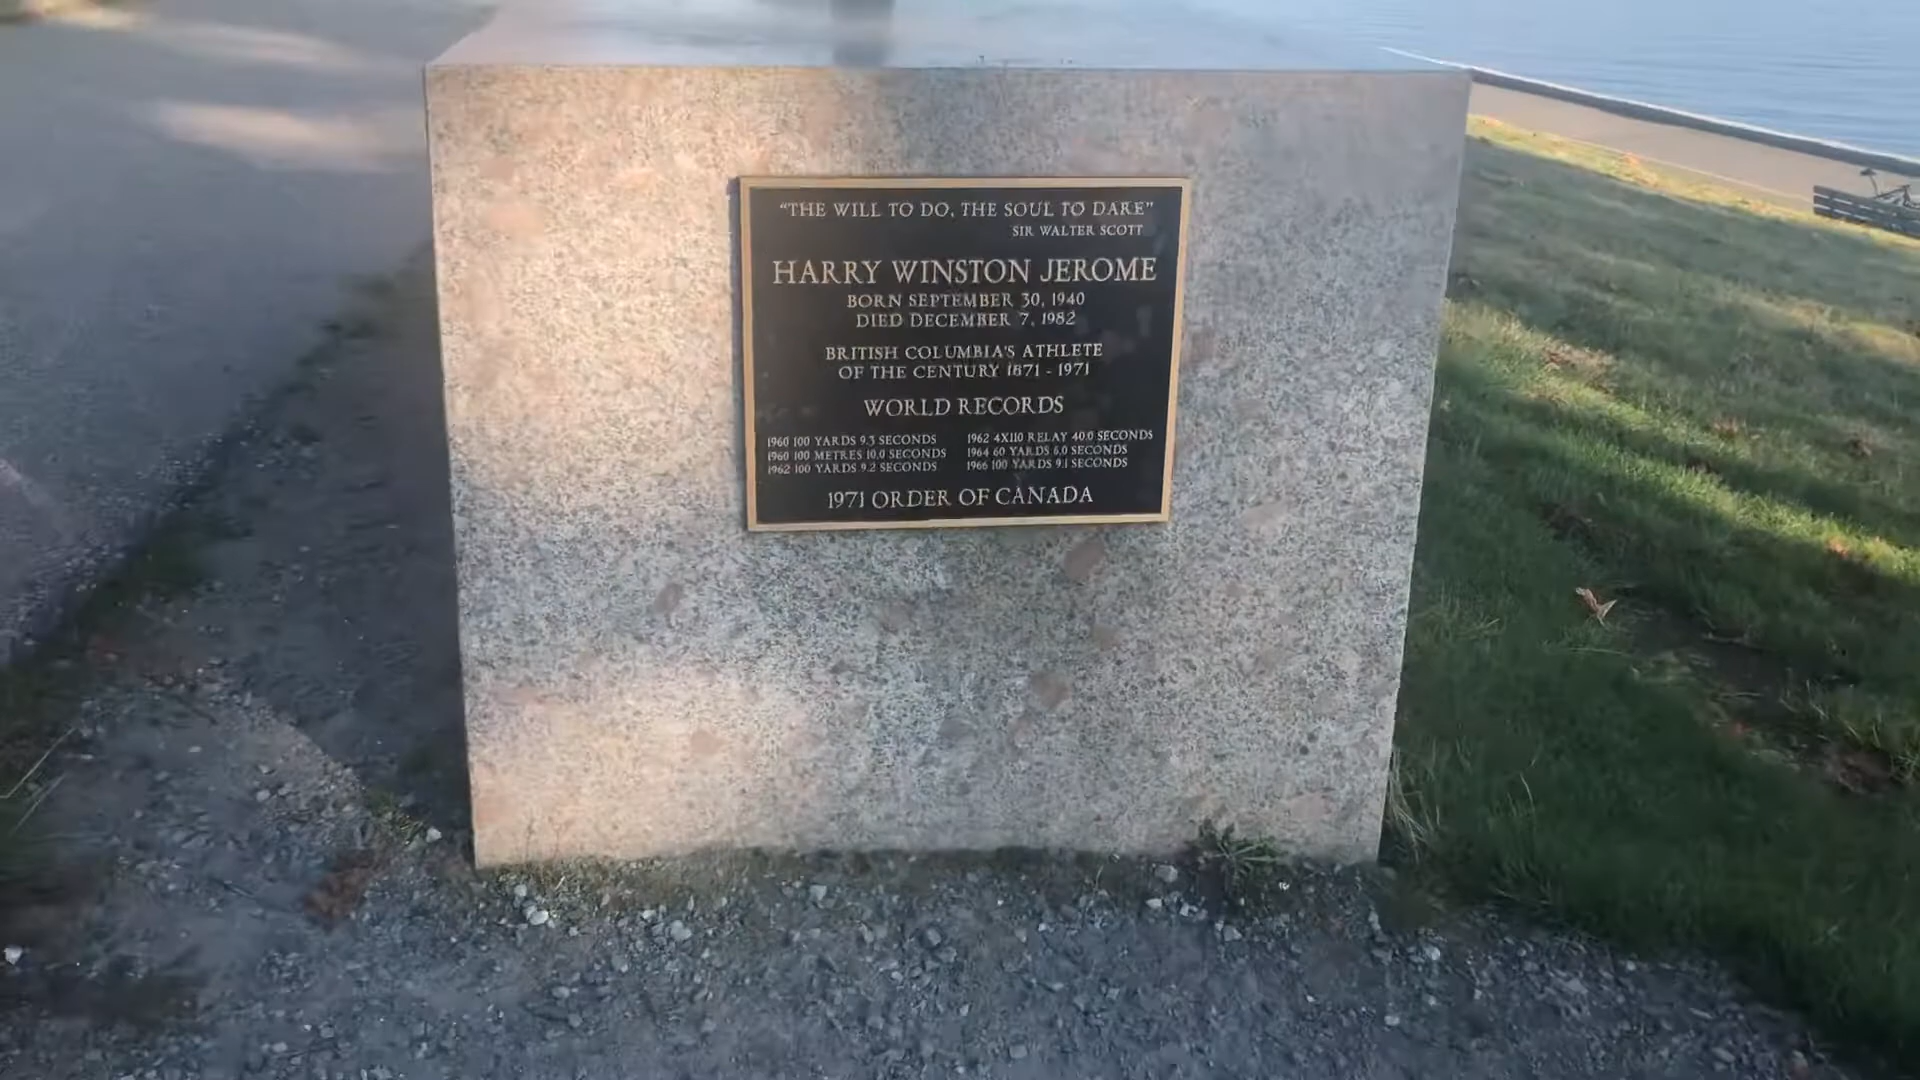 "THE WILL TO DO, THE SOUL TO DARE"
SIR WALTER SCOTT
HARRY WINSTON JEROME
BORN SEPTEMBER 30, 1940
DIED DECEMBER 7, 1982
BRITISH COLUMBIA'S ATHLETE
OF THE CENTURY 1871 - 1971
WORLD RECORDS
1960 100 YARDS 9.3 SECONDS
1960 100 METRES 10.0 SECONDS
1962 100 YARDS 9.2 SECONDS
1962 4X110 RELAY 40.0 SECONDS
1964 60 YARDS 6.0 SECONDS
1966 100 YARDS 9.1 SECONDS
1971 ORDER OF CANADA